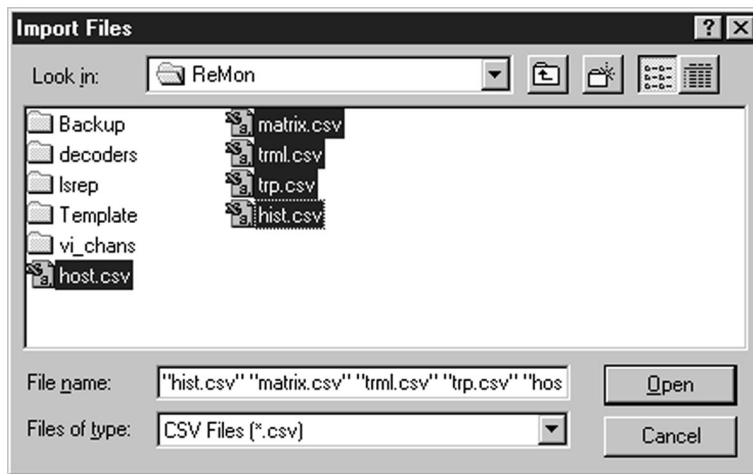 Import Files
Look in: ReMon
Backup
decoders
lsrep
Template
vi_chans
host.csv
matrix.csv
trml.csv
trp.csv
hist.csv
File name: "hist.csv" "matrix.csv" "trml.csv" "trp.csv" "hos
Open
Files of type: CSV Files (*.csv)
Cancel